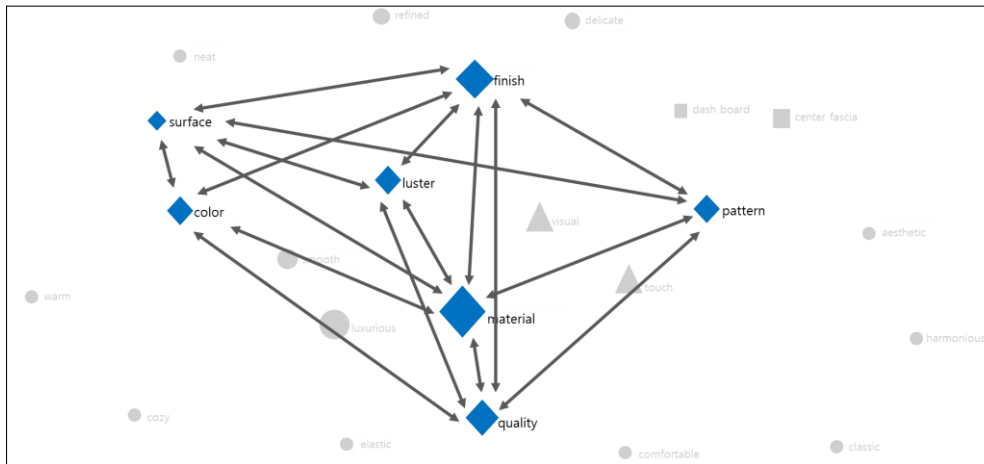 refined
delicate
neat
finish
dash board
center fascia
surface
luster
color
pattern
visual
aesthetic
smooth
touch
warm
material
luxurious
harmonious
cozy
quality
elastic
comfortable
classic